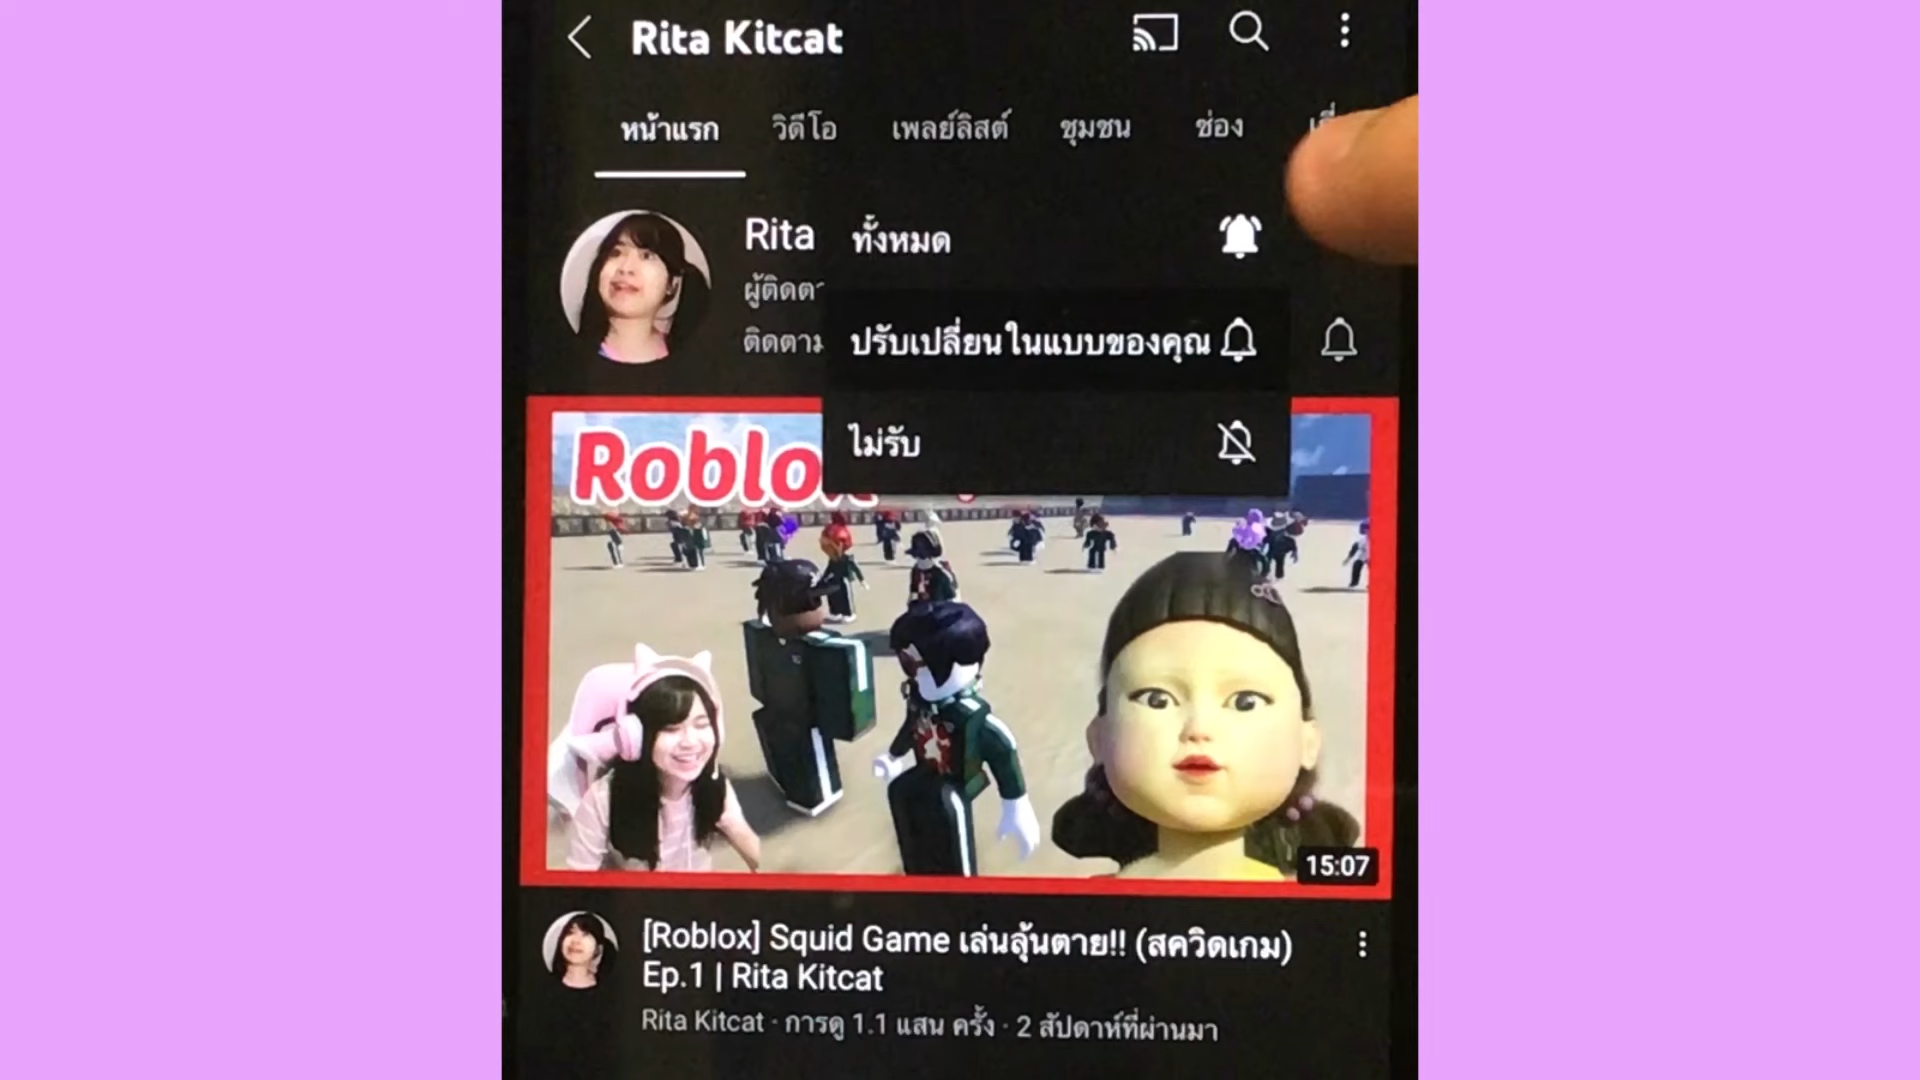 Rita Kitcat
หน้าแรก วิดีโอ เพลย์ลิสต์ ชุมชน ช่อง
Rita
ทั้งหมด
ปรับเปลี่ยนในแบบของคุณ
ไม่รับ
Roblox
15:07
[Roblox] Squid Game เล่นลุ้นตาย!! (สควิดเกม)
Ep.1 | Rita Kitcat
Rita Kitcat · การดู 1.1 แสน ครั้ง · 2 สัปดาห์ที่ผ่านมา